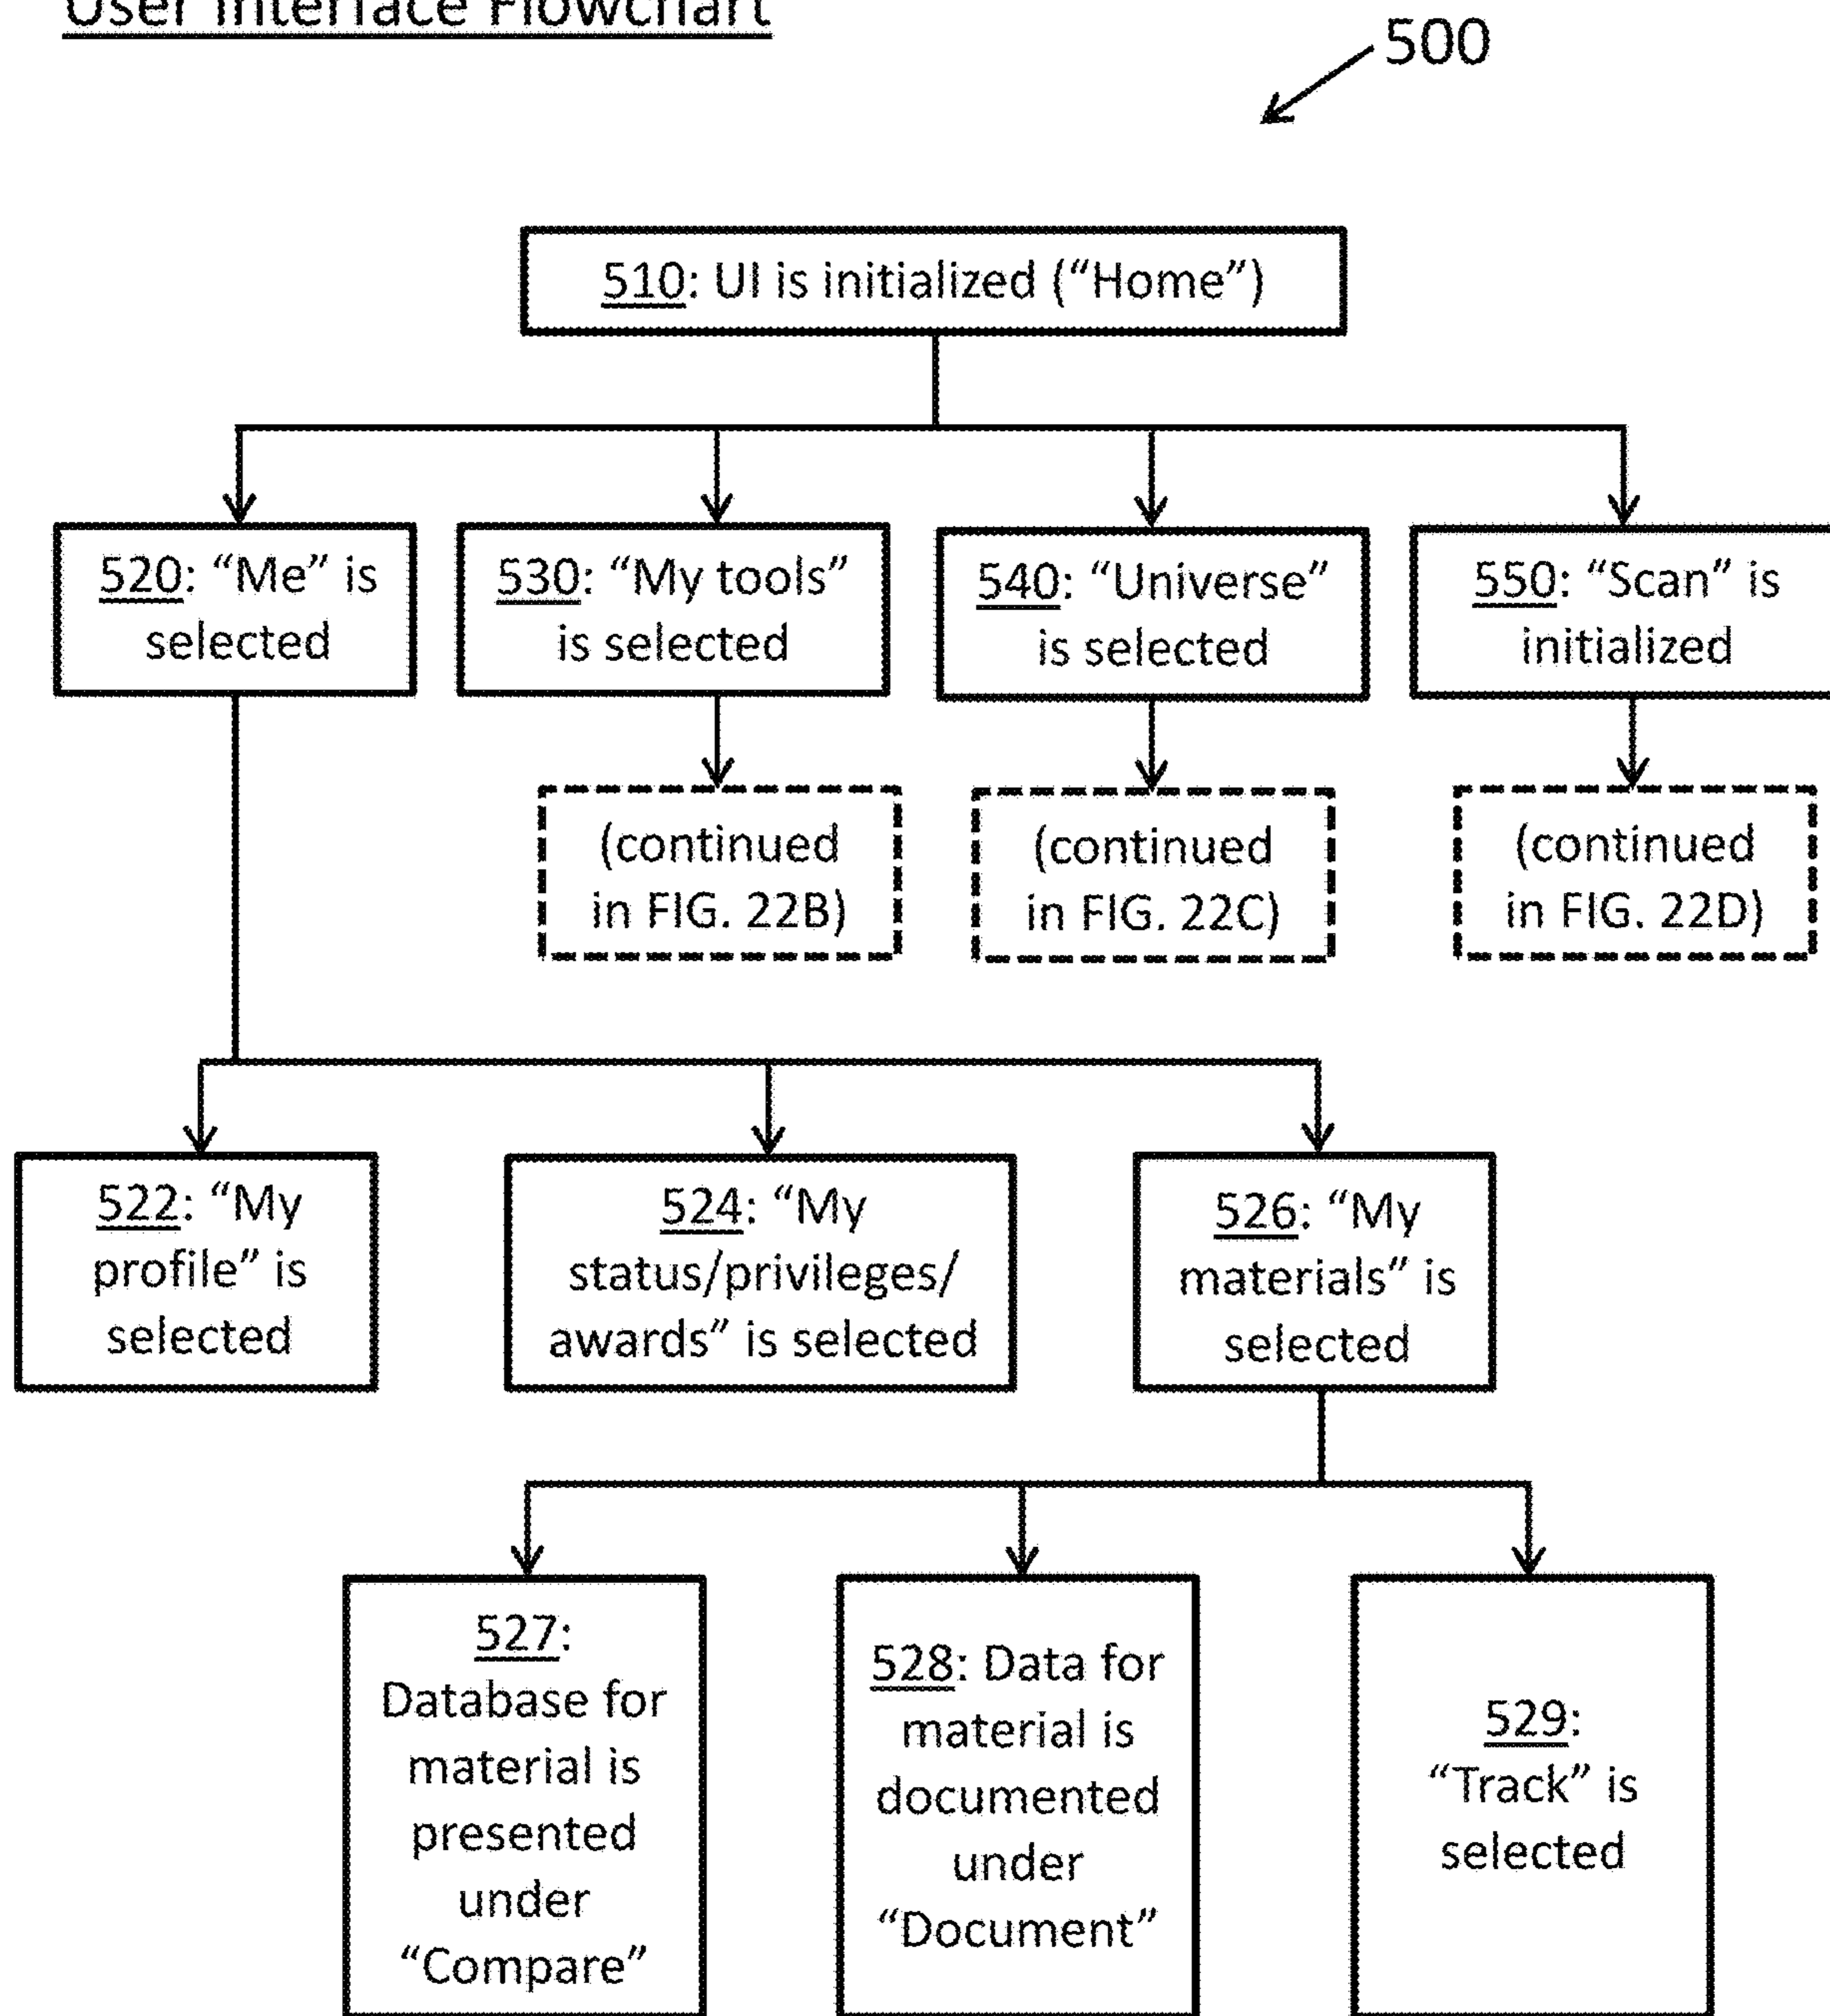 User Interface Flowchart
500
510: UI is initialized (“Home”)
520: “Me” is
selected
530: “My tools”
is selected
540: “Universe”
is selected
550: “Scan” is
initialized
(continued
in FIG. 22B)
(continued
in FIG. 22C)
(continued
in FIG. 22D)
522: “My
profile” is
selected
524: “My
status/privileges/
awards” is selected
526: “My
materials” is
selected
527:
Database for
material is
presented
under
“Compare”
528: Data for
material is
documented
under
“Document”
529:
“Track” is
selected